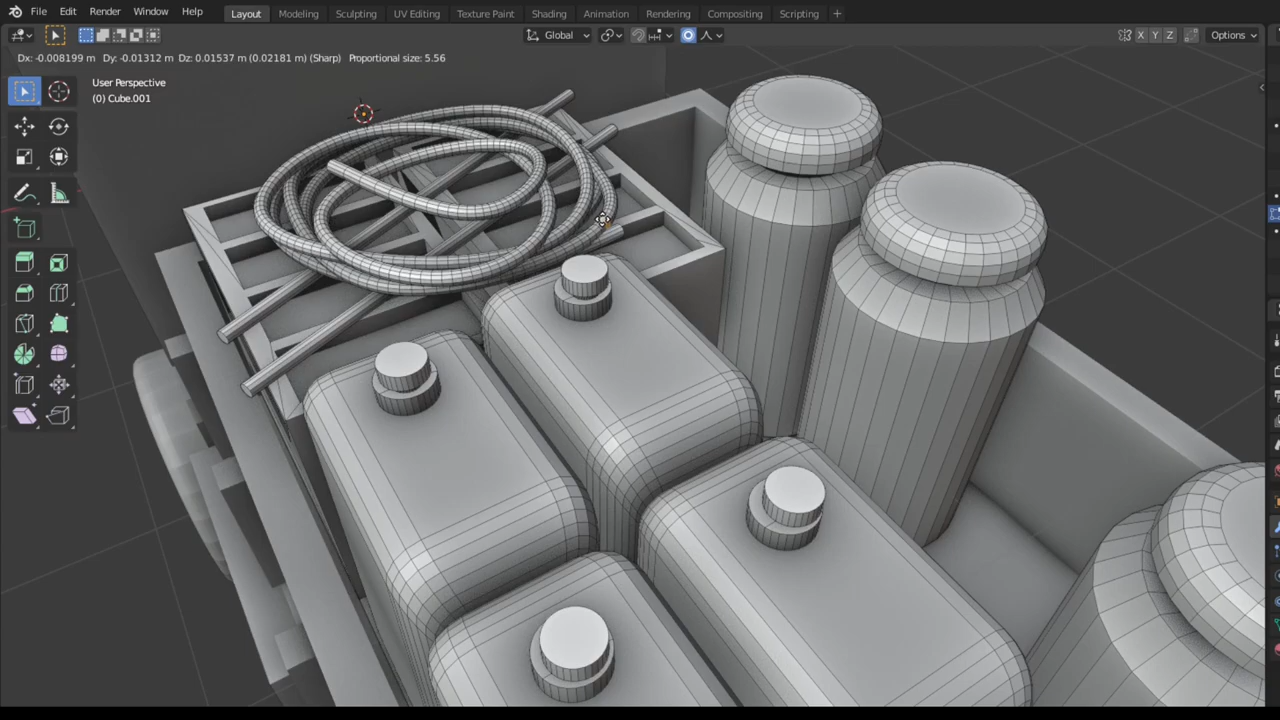 File Edit Render Window Help Layout Modeling Sculpting UV Editing Texture Paint Shading Animation Rendering Compositing Scripting +
Global X Y Z Options
Dx: -0.008199 m Dy: -0.01312 m Dz: 0.01537 m (0.02181 m) (Sharp) Proportional size: 5.56
User Perspective
(0) Cube.001